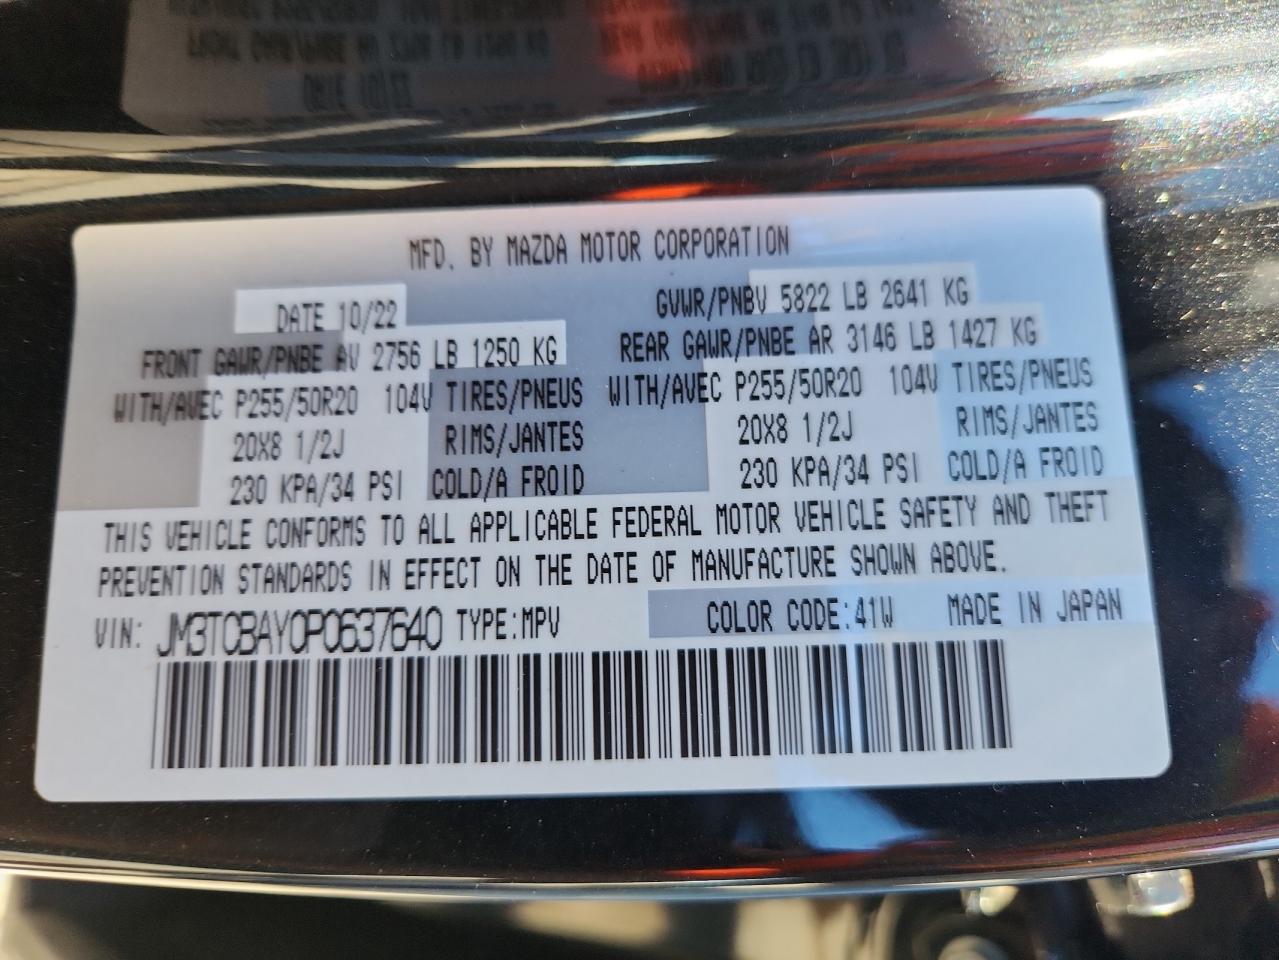 MFD. BY MAZDA MOTOR CORPORATION
DATE 10/22 GVWR/PNBV 5822 LB 2641 KG
FRONT GAWR/PNBE AV 2756 LB 1250 KG REAR GAWR/PNBE AR 3146 LB 1427 KG
WITH/AVEC P255/50R20 104V TIRES/PNEUS WITH/AVEC P255/50R20 104V TIRES/PNEUS
20X8 1/2J RIMS/JANTES 20X8 1/2J RIMS/JANTES
230 KPA/34 PSI COLD/A FROID 230 KPA/34 PSI COLD/A FROID
THIS VEHICLE CONFORMS TO ALL APPLICABLE FEDERAL MOTOR VEHICLE SAFETY AND THEFT
PREVENTION STANDARDS IN EFFECT ON THE DATE OF MANUFACTURE SHOWN ABOVE.
VIN: JM3TCBAY0P0637640 TYPE:MPV COLOR CODE:41W MADE IN JAPAN